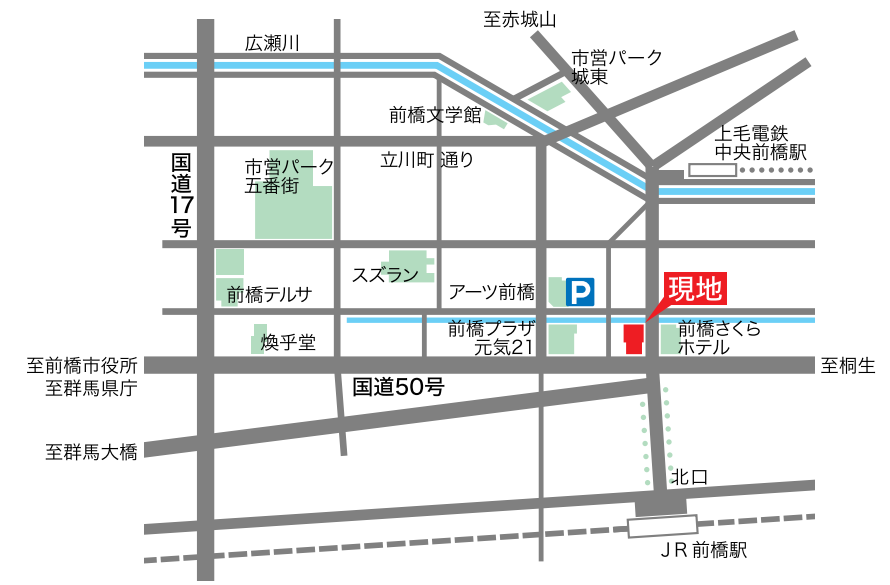 至赤城山
広瀬川
市営パーク
城東
前橋文学館
上毛電鉄
中央前橋駅
国道17号
市営パーク
五番街
立川町 通り
スズラン
前橋テルサ
アーツ前橋
P
現地
煥乎堂
前橋プラザ
元気21
前橋さくら
ホテル
至前橋市役所
至群馬県庁
国道50号
至桐生
至群馬大橋
北口
JR前橋駅